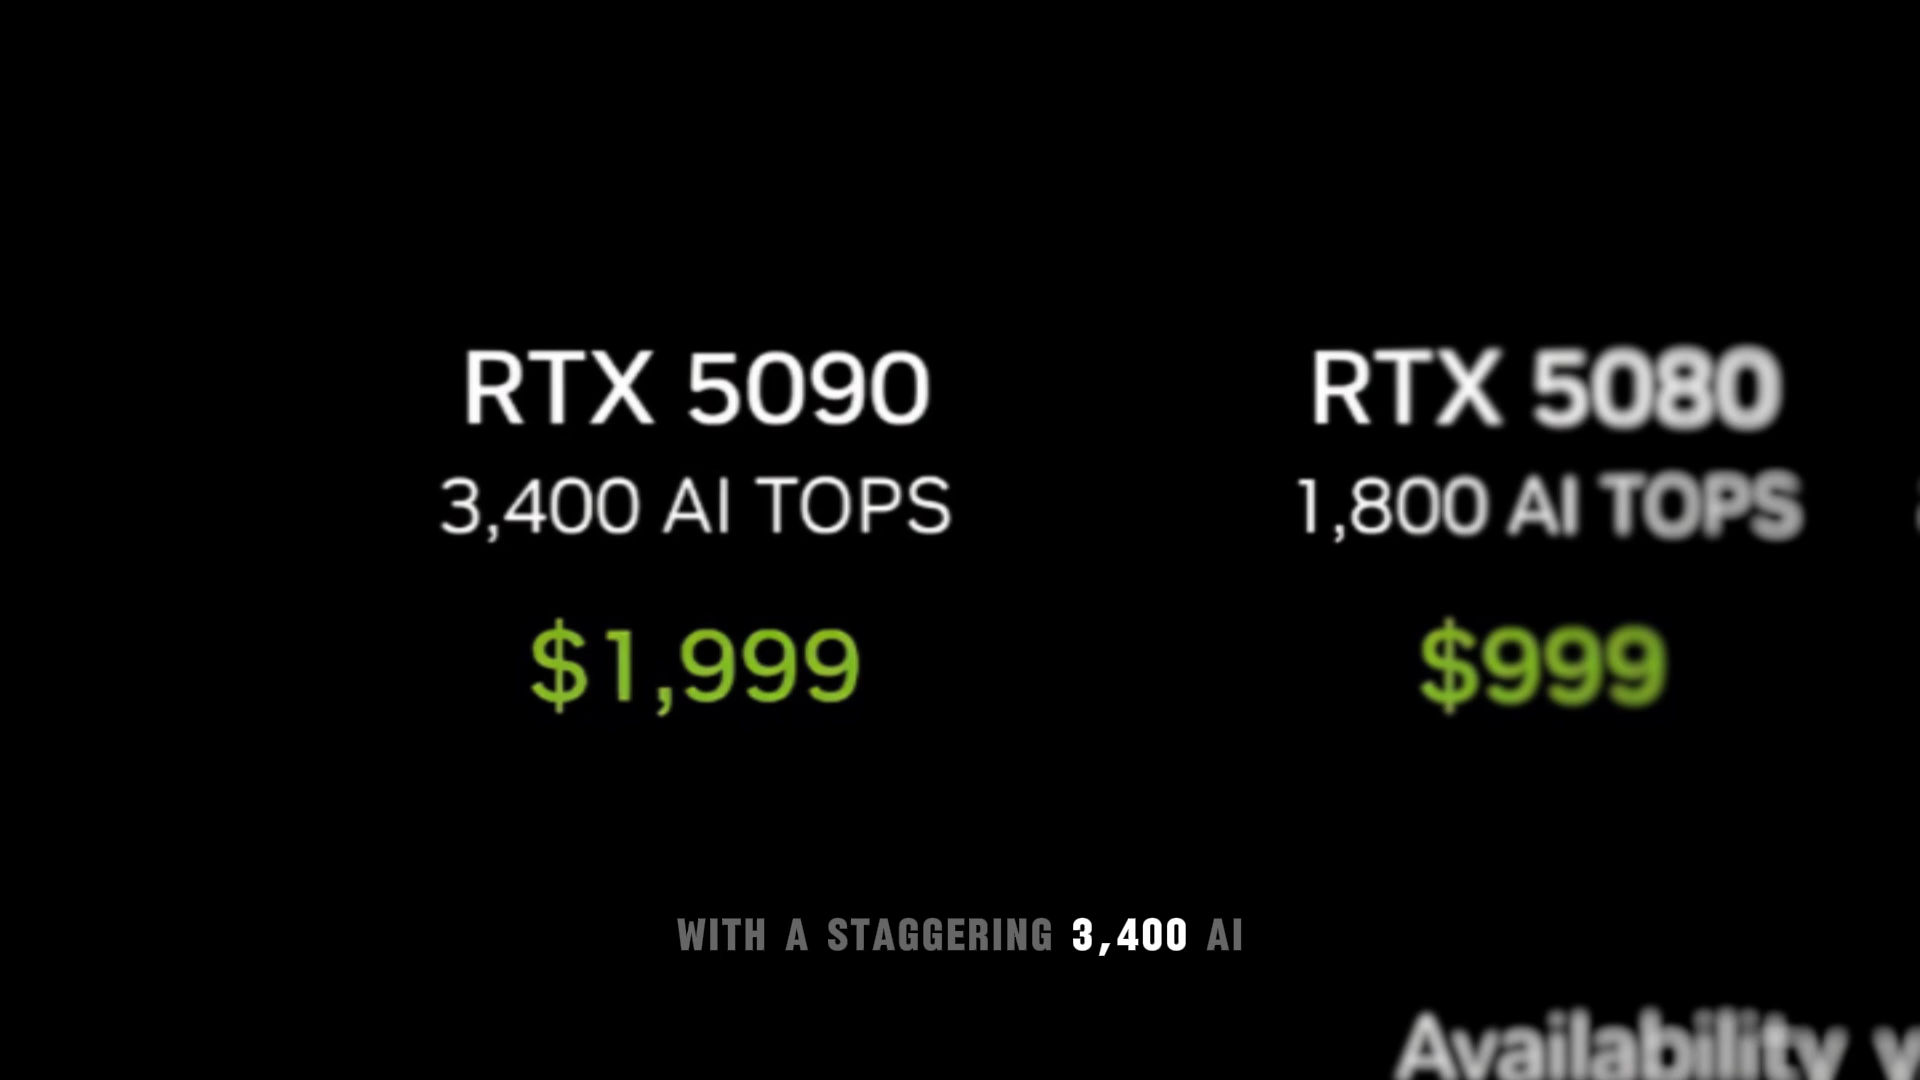 RTX 5090
3,400 AI TOPS
$1,999
RTX 5080
1,800 AI TOPS
$999
WITH A STAGGERING 3,400 AI
Availability